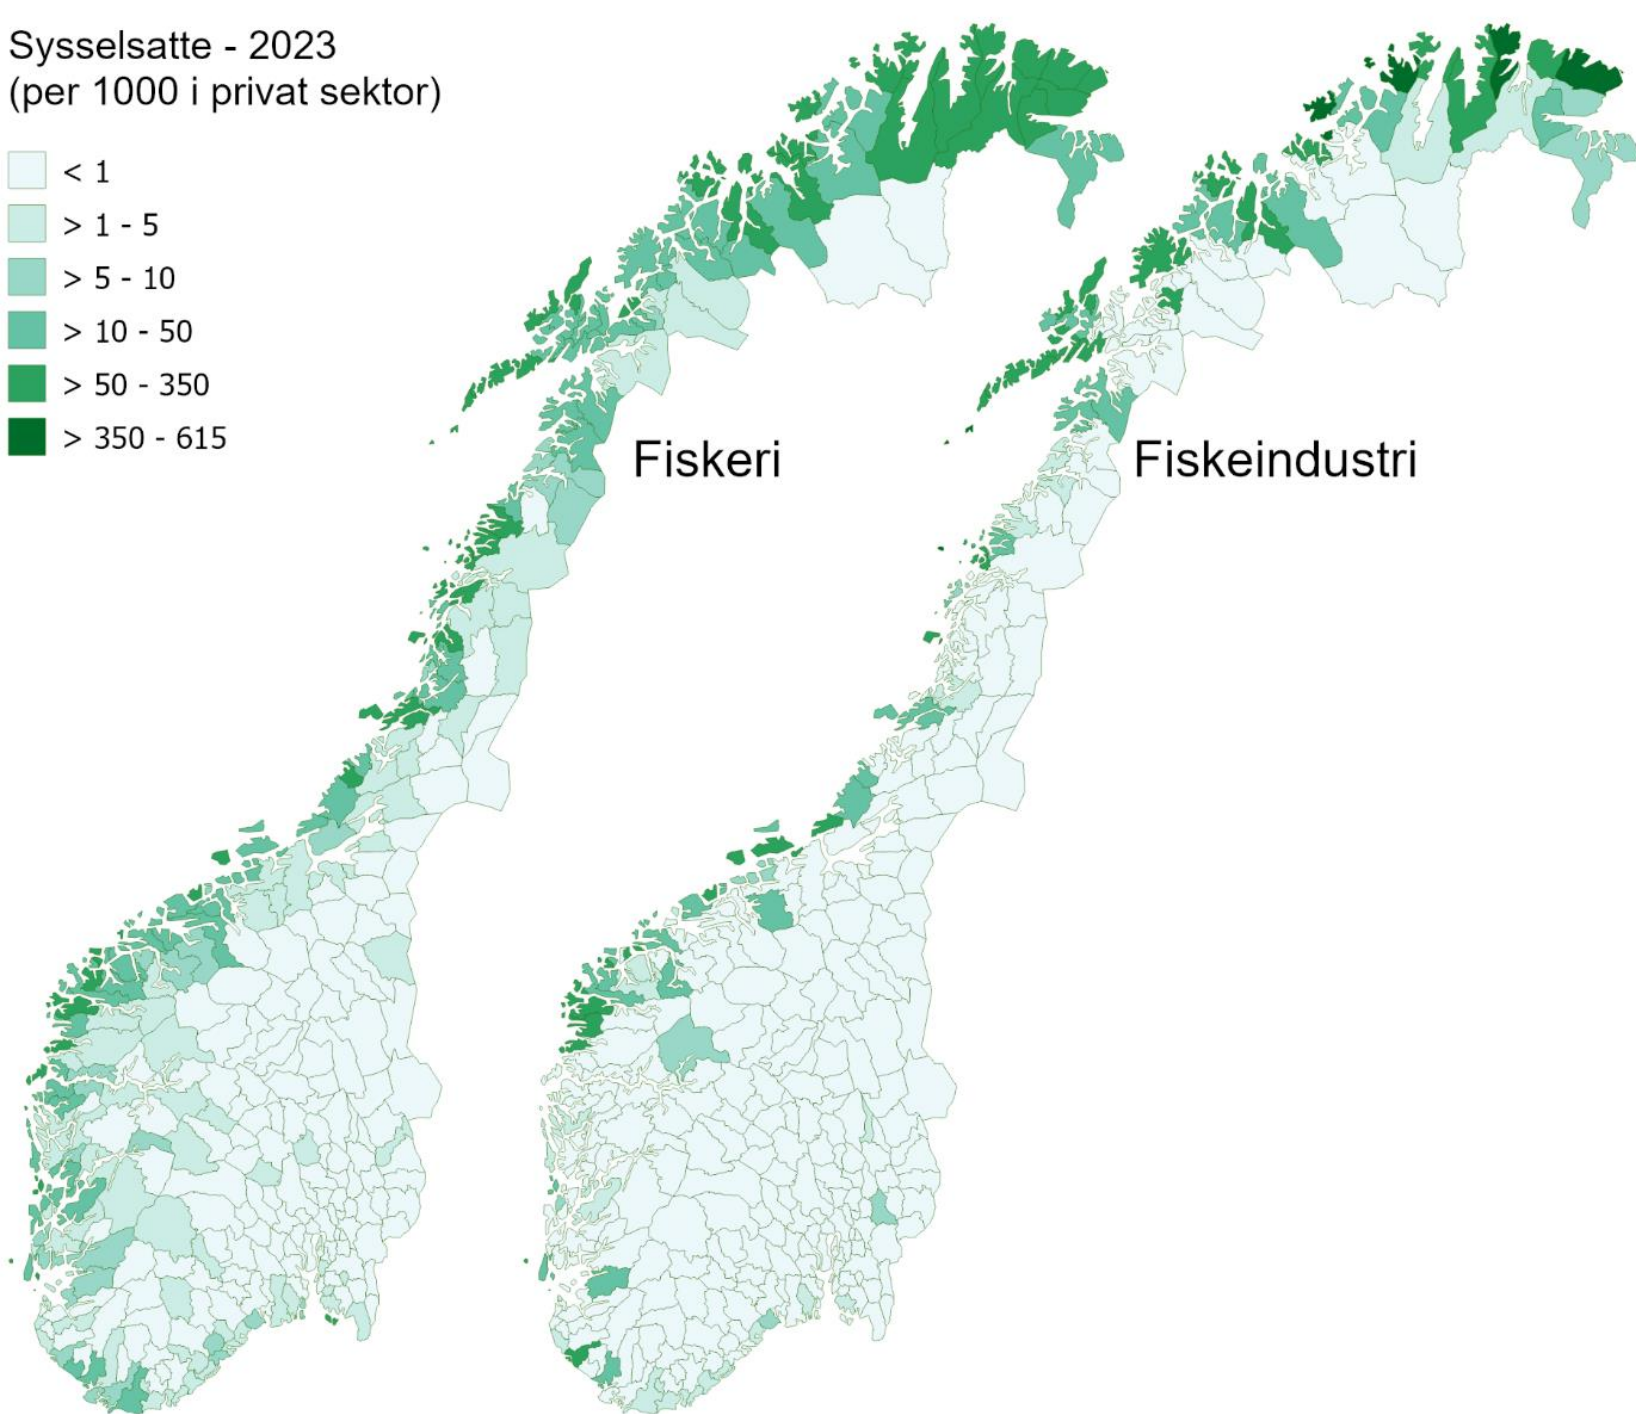 Sysselsatte - 2023
(per 1000 i privat sektor)
< 1
> 1 - 5
> 5 - 10
> 10 - 50
> 50 - 350
> 350 - 615
Fiskeri
Fiskeindustri